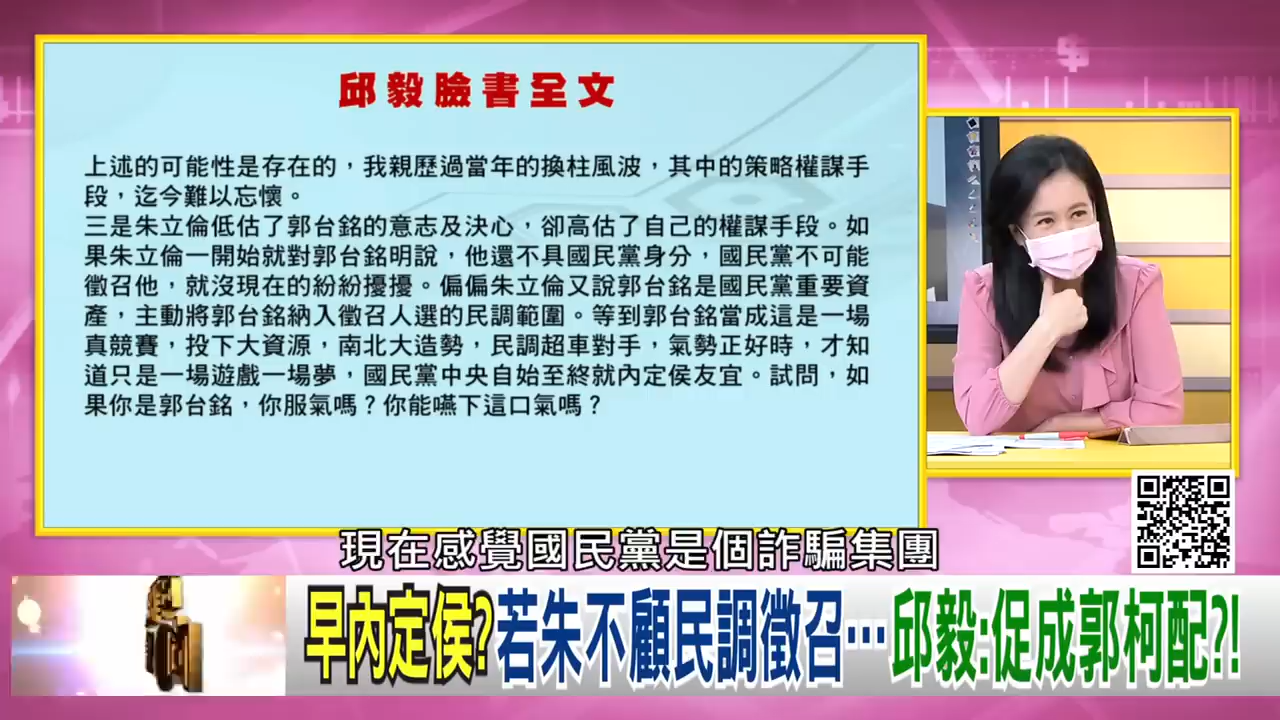 邱毅臉書全文
上述的可能性是存在的，我親歷過當年的換柱風波，其中的策略權謀手
段，迄今難以忘懷。
三是朱立倫低估了郭台銘的意志及決心，卻高估了自己的權謀手段。如
果朱立倫一開始就對郭台銘明說，他還不具國民黨身分，國民黨不可能
徵召他，就沒現在的紛紛擾擾。偏偏朱立倫又說郭台銘是國民黨重要資
產，主動將郭台銘納入徵召人選的民調範圍。等到郭台銘當成這是一場
真競賽，投下大資源，南北大造勢，民調超車對手，氣勢正好時，才知
道只是一場遊戲一場夢，國民黨中央自始至終就內定侯友宜。試問，如
果你是郭台銘，你服氣嗎？你能嚥下這口氣嗎？
現在感覺國民黨是個詐騙集團
早內定侯?若朱不顧民調徵召…邱毅:促成郭柯配?!